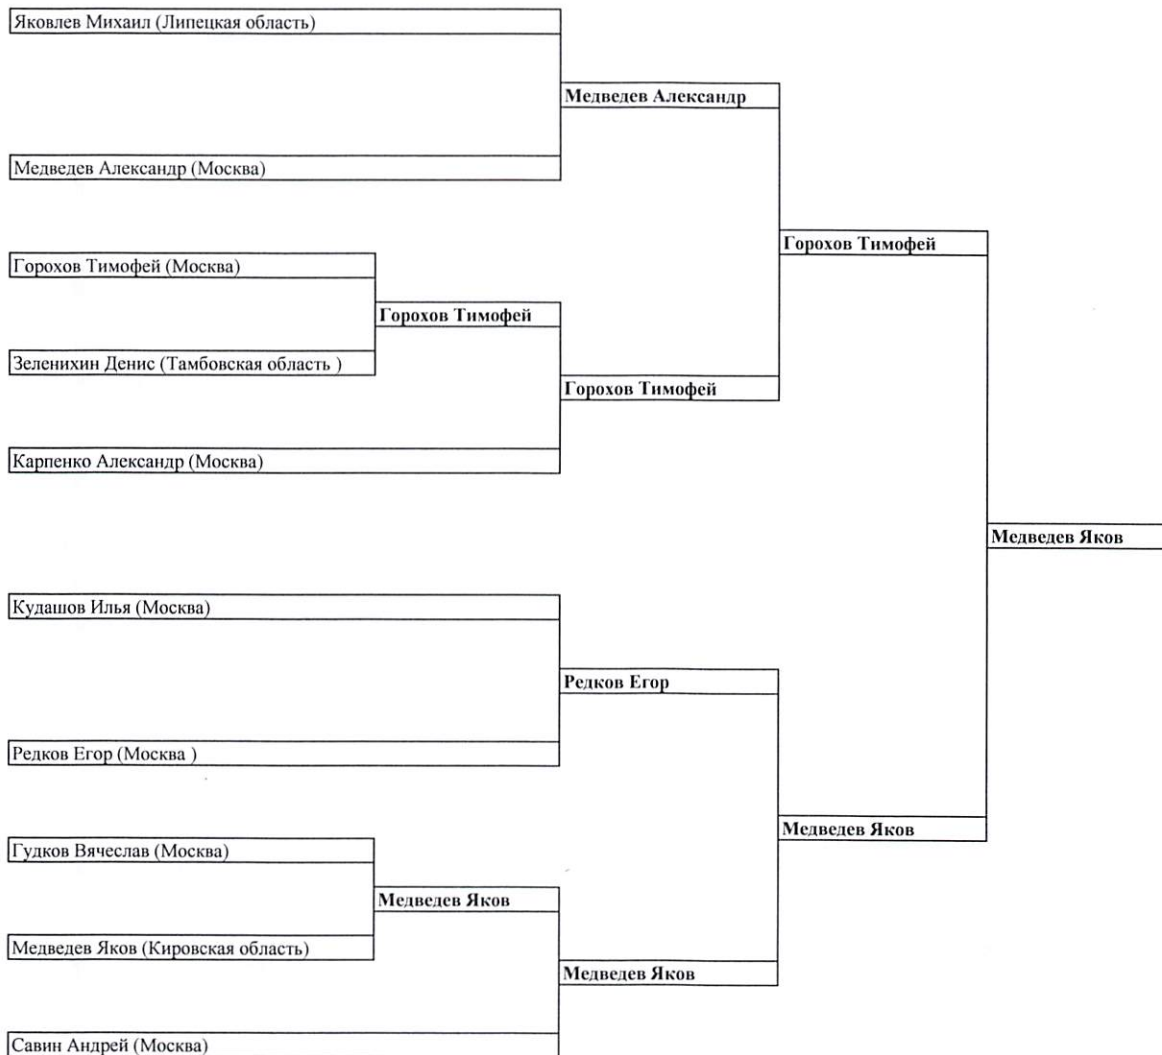 Яковлев Михаил (Липецкая область)
Медведев Александр
Медведев Александр (Москва)
Горохов Тимофей
Горохов Тимофей (Москва)
Горохов Тимофей
Зеленихин Денис (Тамбовская область )
Горохов Тимофей
Карпенко Александр (Москва)
Медведев Яков
Кудашов Илья (Москва)
Редков Егор
Редков Егор (Москва )
Медведев Яков
Гудков Вячеслав (Москва)
Медведев Яков
Медведев Яков (Кировская область)
Медведев Яков
Савин Андрей (Москва)